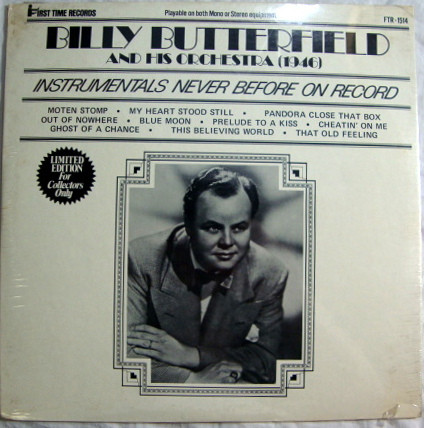 FIRST TIME RECORDS
Playable on both Mono or Stereo equipment
FTR-1514
BILLY BUTTERFIELD
AND HIS ORCHESTRA (1946)
INSTRUMENTALS NEVER BEFORE ON RECORD
MOTEN STOMP • MY HEART STOOD STILL • PANDORA CLOSE THAT BOX
OUT OF NOWHERE • BLUE MOON • PRELUDE TO A KISS • CHEATIN' ON ME
GHOST OF A CHANCE • THIS BELIEVING WORLD • THAT OLD FEELING
LIMITED
EDITION
For
Collectors
Only